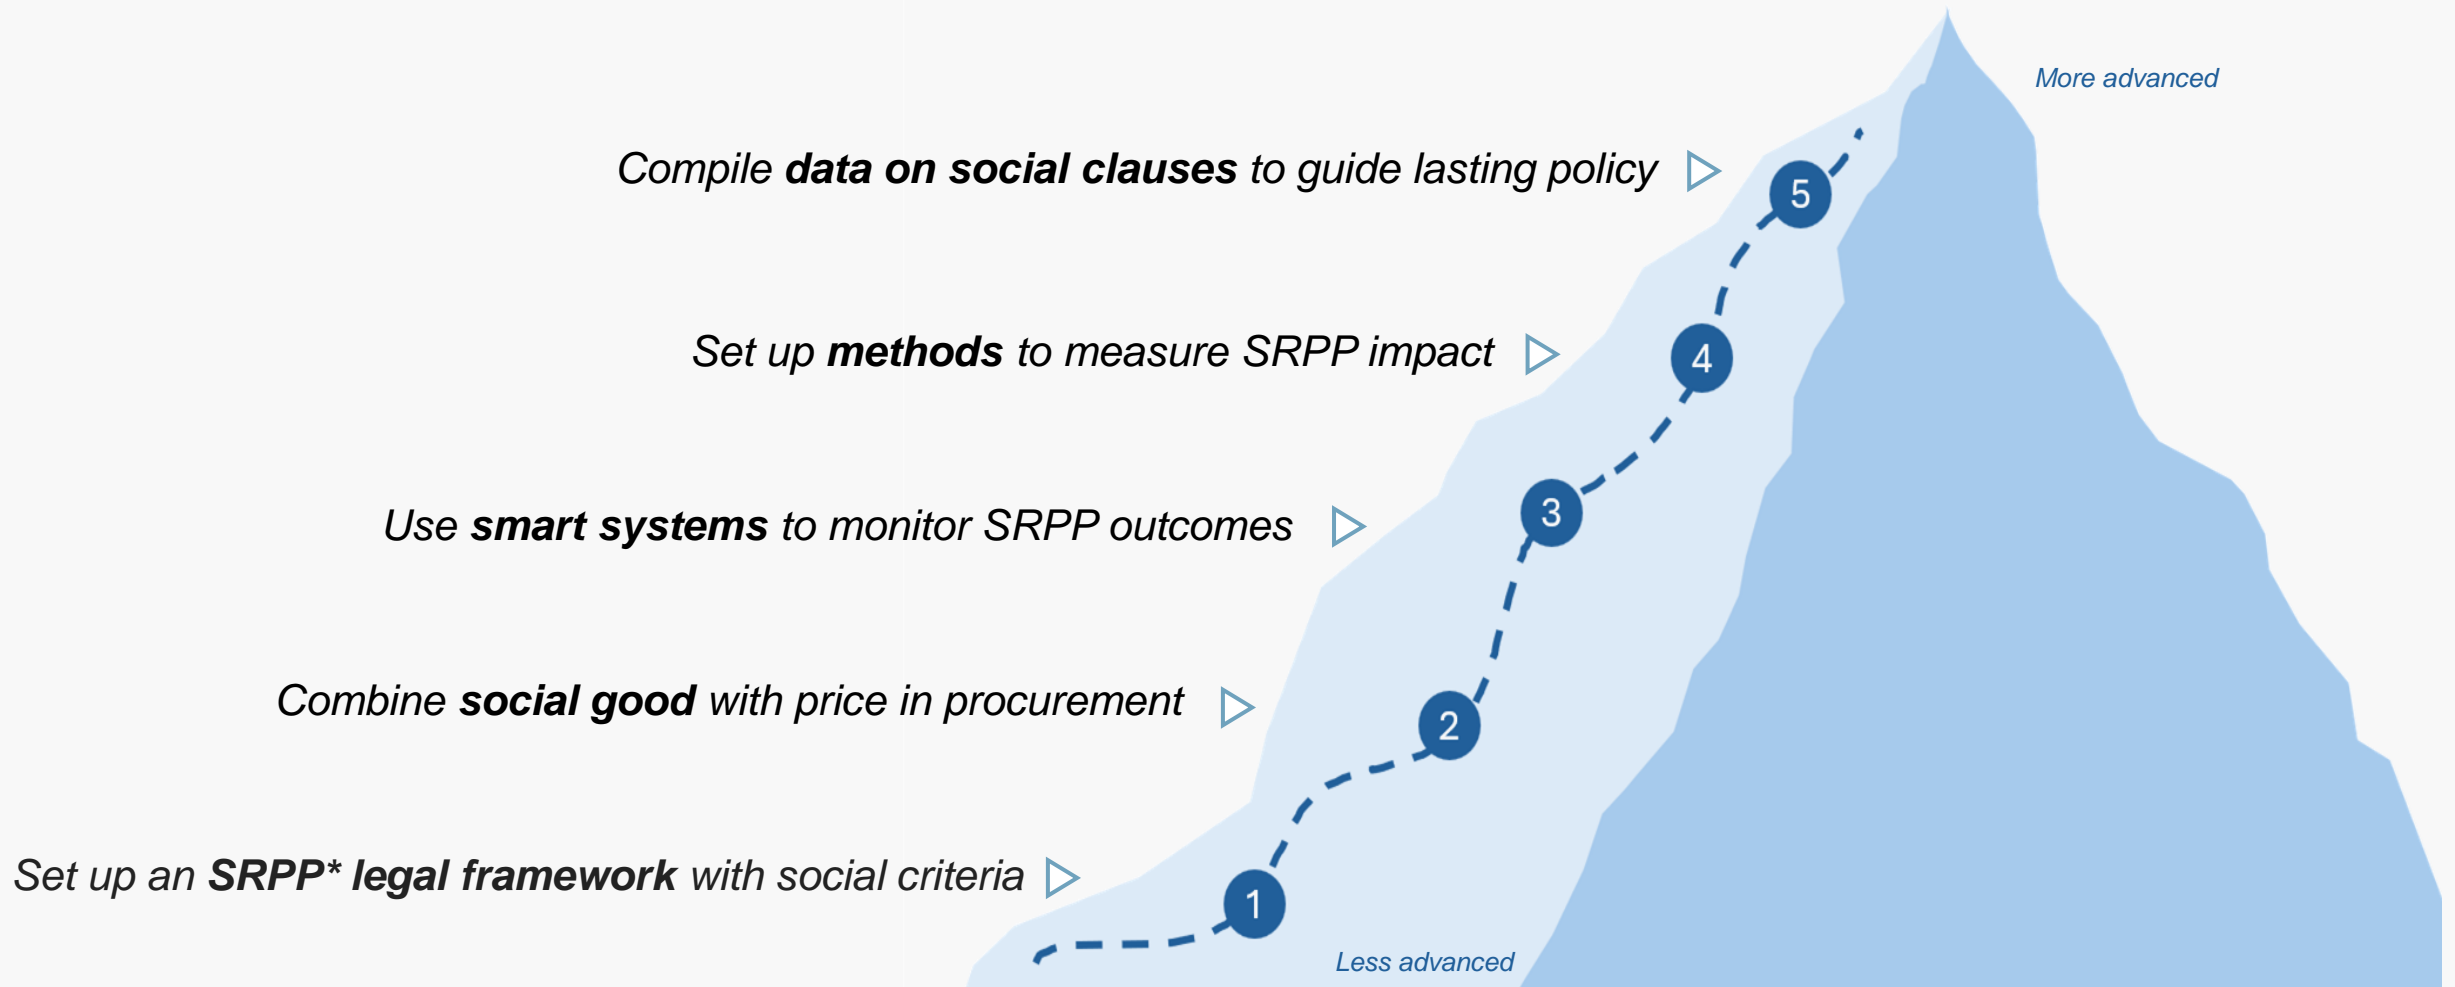 More advanced
Compile data on social clauses to guide lasting policy
5
Set up methods to measure SRPP impact
4
Use smart systems to monitor SRPP outcomes
3
Combine social good with price in procurement
2
Set up an SRPP* legal framework with social criteria
1
Less advanced